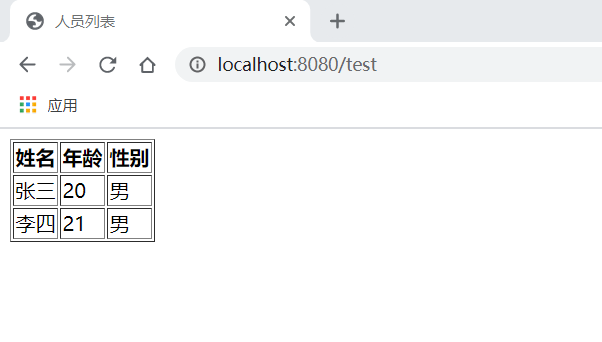 人员列表
localhost:8080/test
应用
姓名 年龄 性别
张三 20 男
李四 21 男